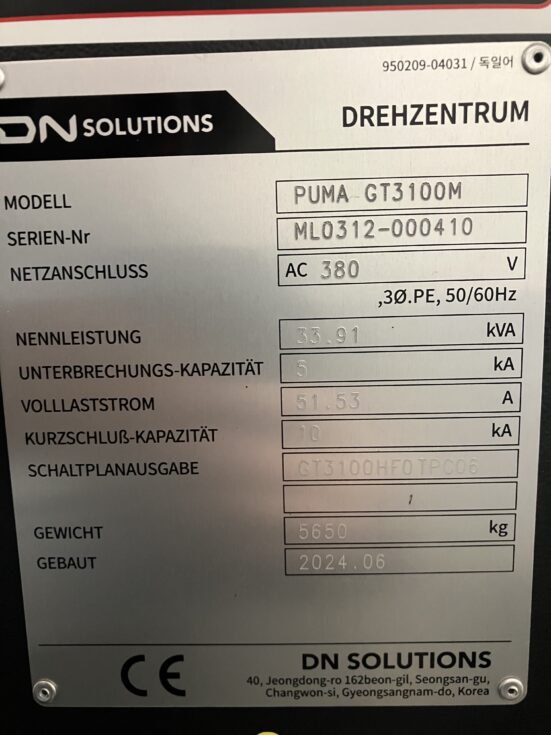 950209-04031 / 독일어
DN SOLUTIONS
DREHZENTRUM
MODELL PUMA GT3100M
SERIEN-Nr ML0312-000410
NETZANSCHLUSS AC 380 V
,3Ø.PE, 50/60Hz
NENNLEISTUNG 33.91 kVA
UNTERBRECHUNGS-KAPAZITÄT 5 kA
VOLLLASTSTROM 51.53 A
KURZSCHLUß-KAPAZITÄT 10 kA
SCHALTPLANAUSGABE GT3100HF0TPC06
GEWICHT 5650 kg
GEBAUT 2024.06
CE
DN SOLUTIONS
40, Jeongdong-ro 162beon-gil, Seongsan-gu,
Changwon-si, Gyeongsangnam-do, Korea